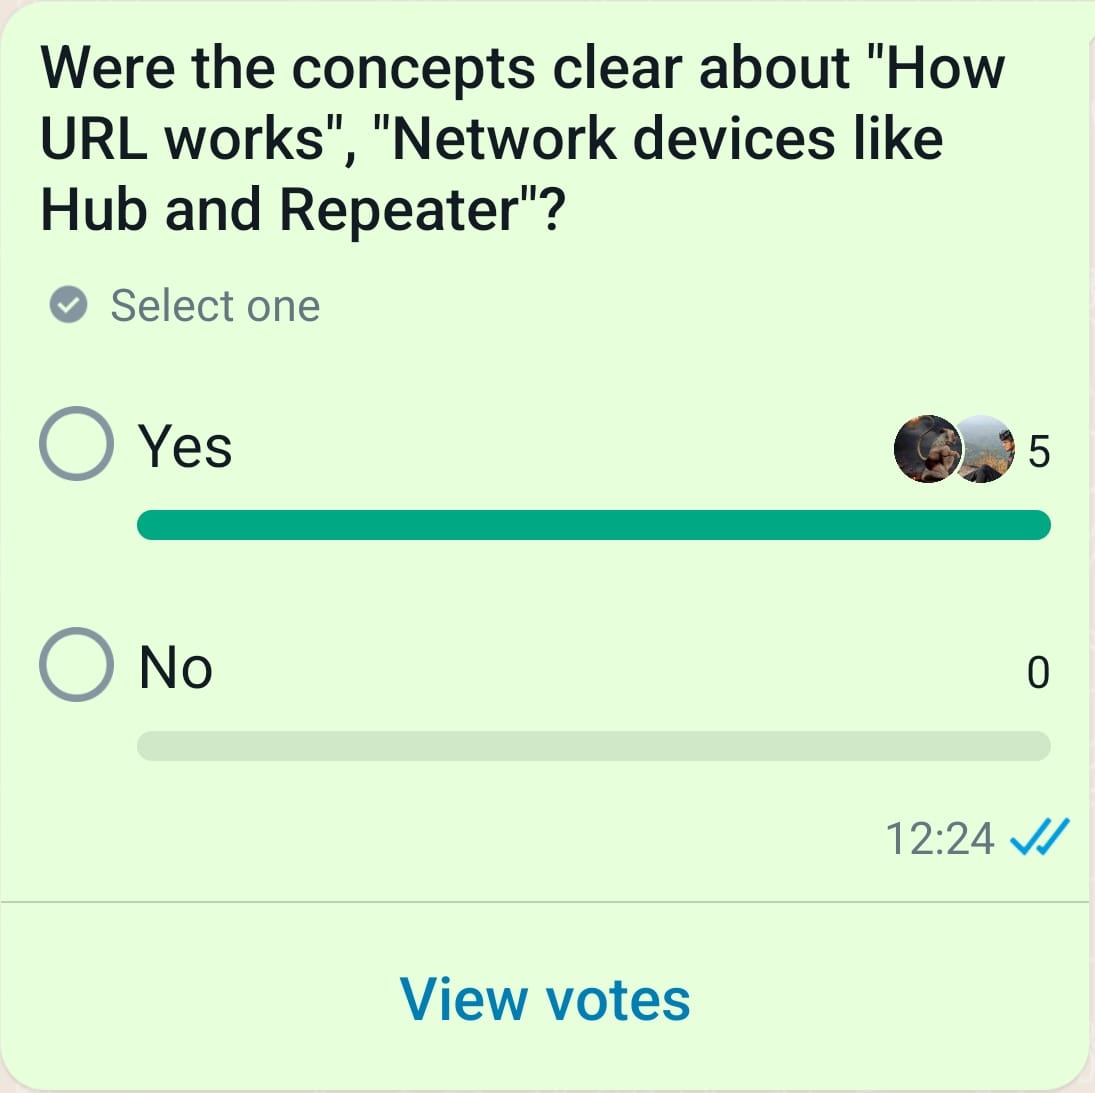 Were the concepts clear about "How
URL works", "Network devices like
Hub and Repeater"?
Select one
Yes 5
No 0
12:24
View votes